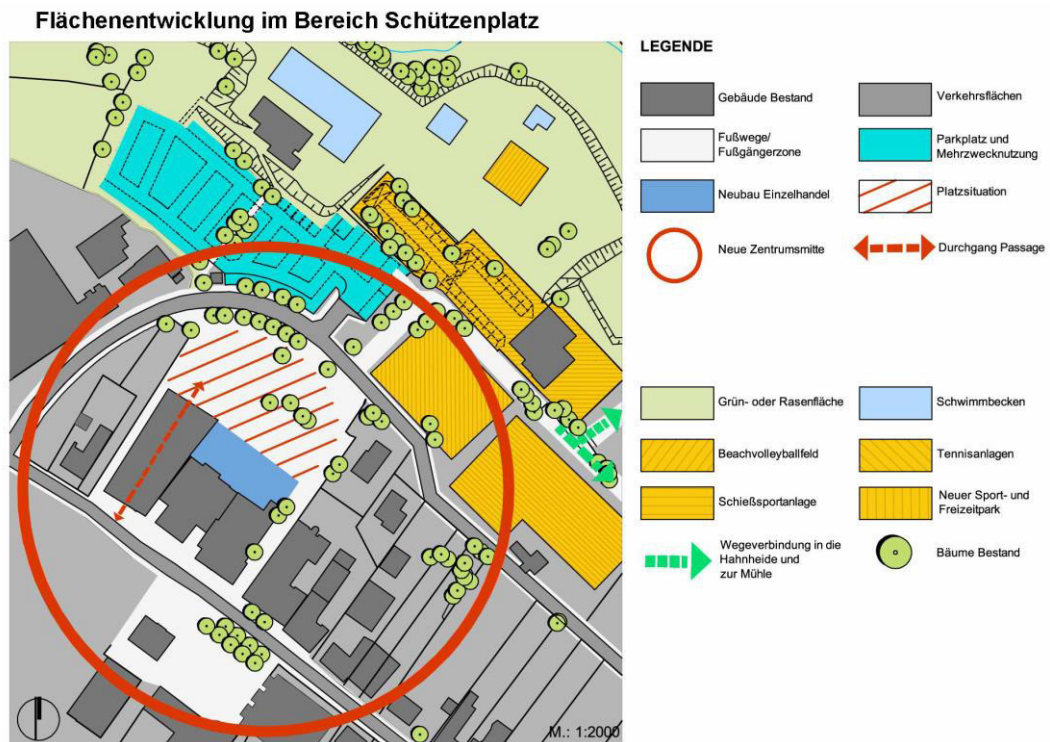 Flächenentwicklung im Bereich Schützenplatz
LEGENDE
Gebäude Bestand
Verkehrsflächen
Fußwege/
Fußgängerzone
Parkplatz und
Mehrzwecknutzung
Neubau Einzelhandel
Platzsituation
Neue Zentrumsmitte
Durchgang Passage
Grün- oder Rasenfläche
Schwimmbecken
Beachvolleyballfeld
Tennisanlagen
Schießsportanlage
Neuer Sport- und
Freizeitpark
Wegeverbindung in die
Hahnheide und
zur Mühle
Bäume Bestand
M.: 1:2000